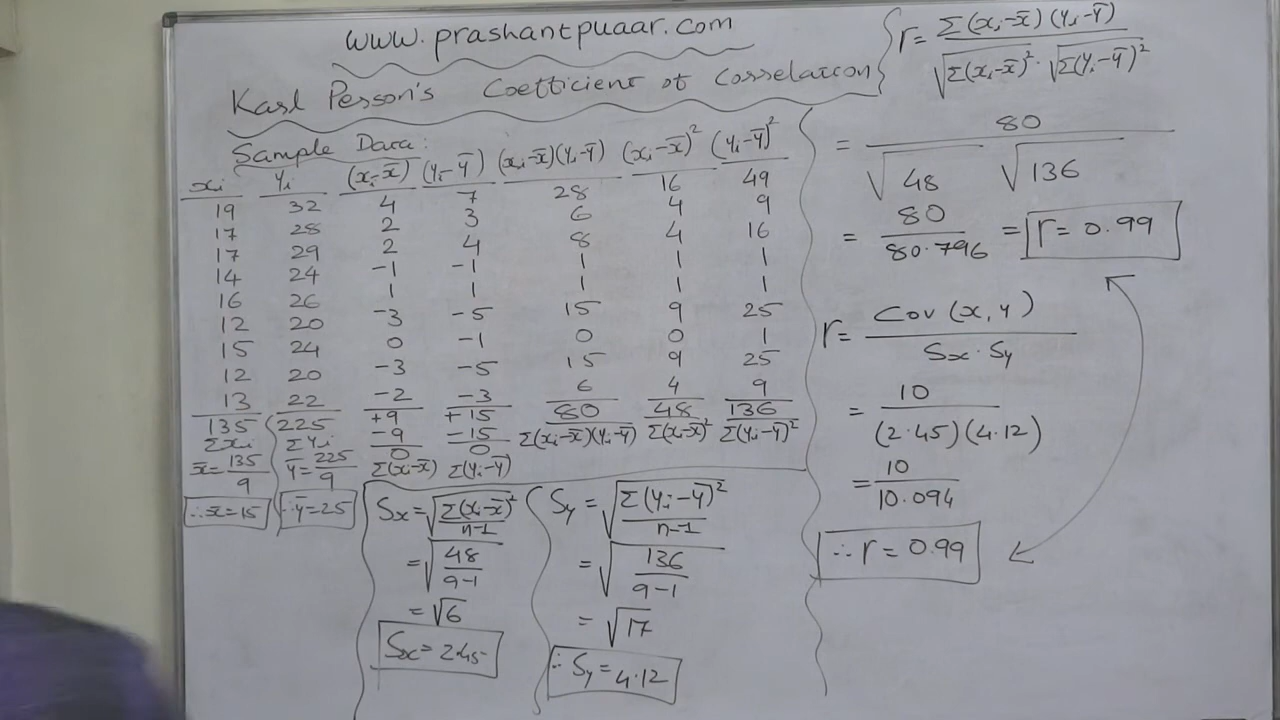 www.prashantpuaar.com
Karl Person's Coefficient of Correlation
Sample Data:
xᵢ yᵢ (xᵢ-x̄) (yᵢ-ȳ) (xᵢ-x̄)(yᵢ-ȳ) (xᵢ-x̄)² (yᵢ-ȳ)²
19 32 4 7 28 16 49
17 28 2 3 6 4 9
17 29 2 4 8 4 16
14 24 -1 -1 1 1 1
16 26 1 1 1 1 1
12 20 -3 -5 15 9 25
15 24 0 -1 0 0 1
12 20 -3 -5 15 9 25
13 22 -2 -3 6 4 9
135 225 +9 +15 80 48 136
Σxᵢ Σyᵢ -9 -15 Σ(xᵢ-x̄)(yᵢ-ȳ) Σ(xᵢ-x̄)² Σ(yᵢ-ȳ)²
0 0
x̄ = 135/9 ȳ = 225/9 Σ(xᵢ-x̄) Σ(yᵢ-ȳ)
∴ x̄ = 15 ∴ ȳ = 25
Sx = √(Σ(xᵢ-x̄)²/n-1)
= √(48/9-1)
= √6
Sx = 2.45
Sy = √(Σ(yᵢ-ȳ)²/n-1)
= √(136/9-1)
= √17
∴ Sy = 4.12
r = Σ(xᵢ-x̄)(yᵢ-ȳ) / √Σ(xᵢ-x̄)² · √Σ(yᵢ-ȳ)²
= 80 / √48 √136
= 80/80.796 = r = 0.99
r = Cov(x,y) / Sx · Sy
= 10 / (2.45)(4.12)
= 10/10.094
∴ r = 0.99